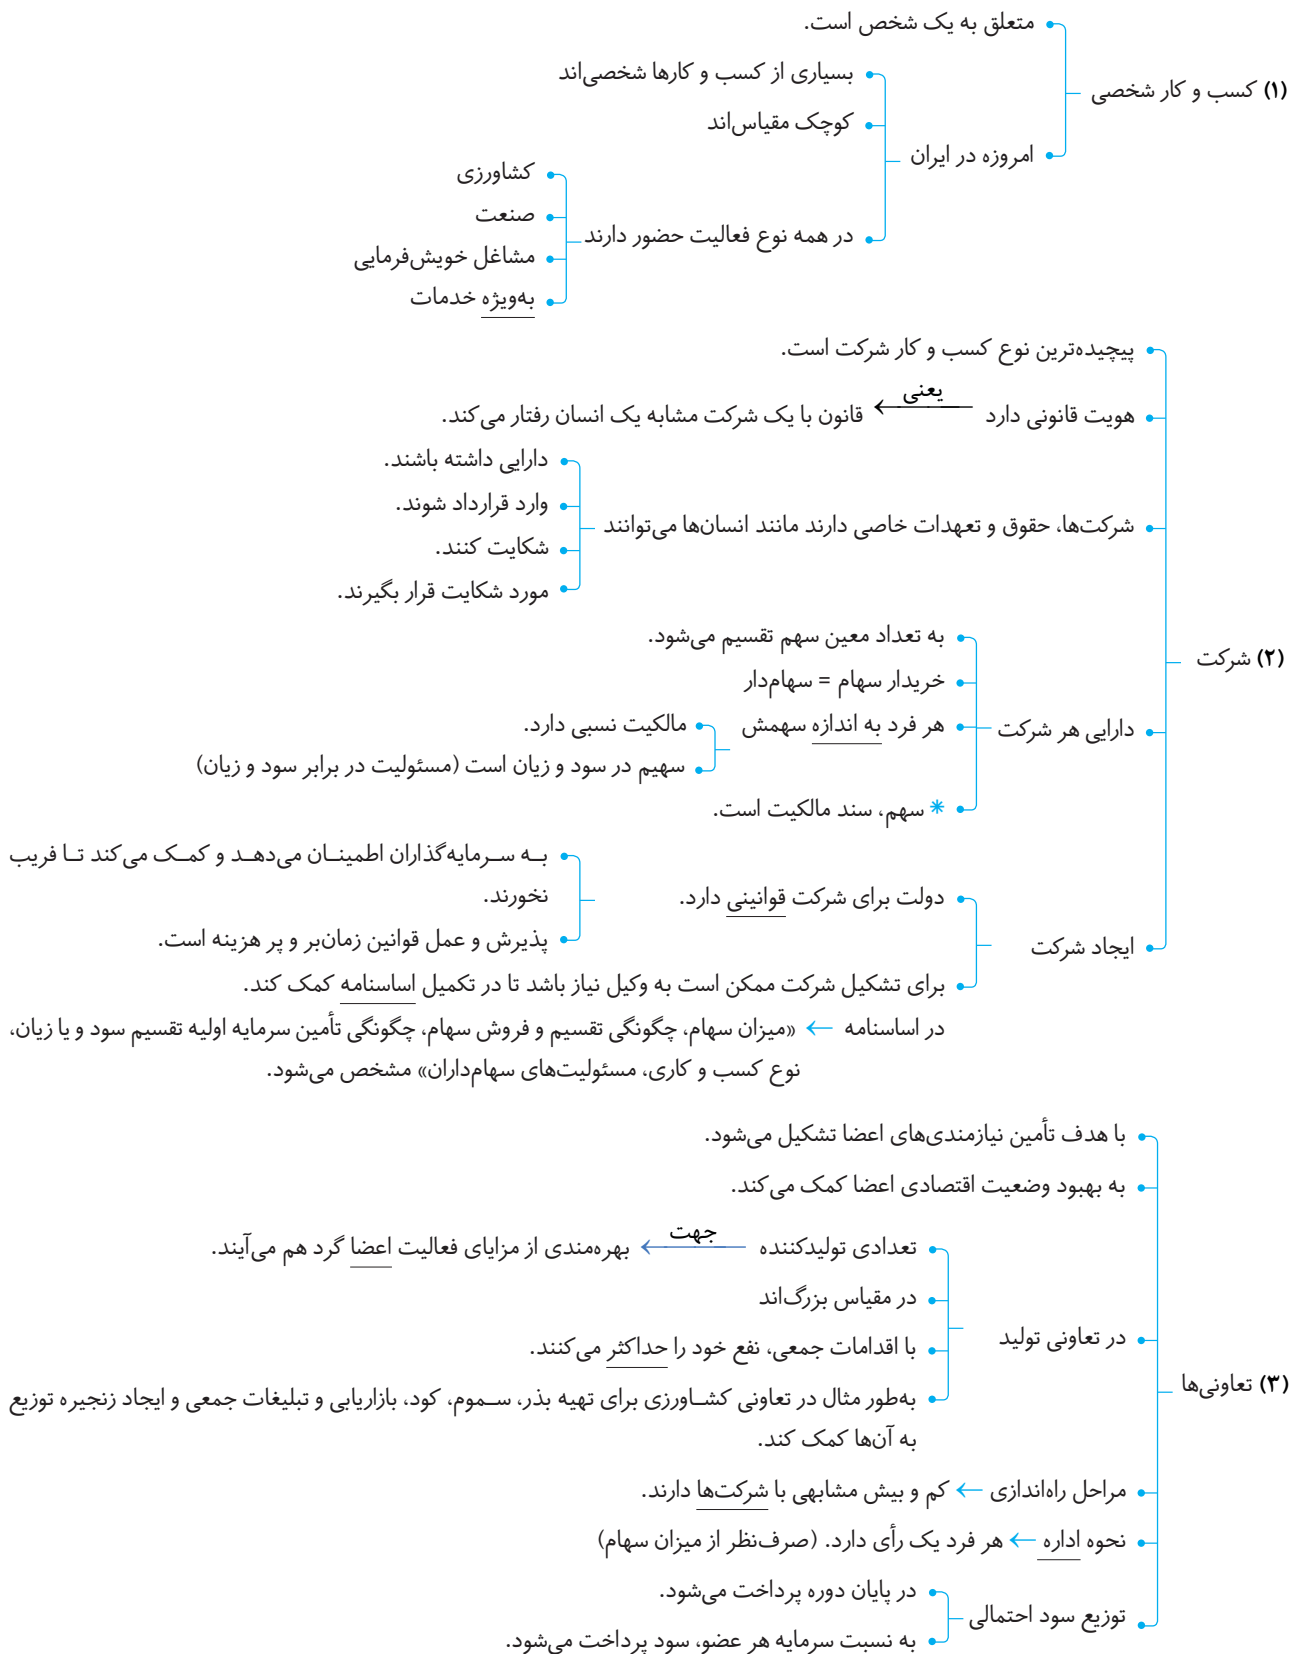 (۱) کسب و کار شخصی
متعلق به یک شخص است.
امروزه در ایران
بسیاری از کسب و کارها شخصی‌اند
کوچک مقیاس‌اند
در همه نوع فعالیت حضور دارند
کشاورزی
صنعت
مشاغل خویش‌فرمایی
به‌ویژه خدمات
(۲) شرکت
پیچیده‌ترین نوع کسب و کار شرکت است.
هویت قانونی دارد یعنی ← قانون با یک شرکت مشابه یک انسان رفتار می‌کند.
شرکت‌ها، حقوق و تعهدات خاصی دارند مانند انسان‌ها می‌توانند
دارایی داشته باشند.
وارد قرارداد شوند.
شکایت کنند.
مورد شکایت قرار بگیرند.
دارایی هر شرکت
به تعداد معین سهم تقسیم می‌شود.
خریدار سهام = سهام‌دار
هر فرد به اندازه سهمش
مالکیت نسبی دارد.
سهیم در سود و زیان است (مسئولیت در برابر سود و زیان)
* سهم، سند مالکیت است.
ایجاد شرکت
دولت برای شرکت قوانینی دارد.
بـه سـرمایه‌گذاران اطمینـان می‌دهـد و کمـک می‌کند تـا فریب
نخورند.
پذیرش و عمل قوانین زمان‌بر و پر هزینه است.
برای تشکیل شرکت ممکن است به وکیل نیاز باشد تا در تکمیل اساسنامه کمک کند.
در اساسنامه ← «میزان سهام، چگونگی تقسیم و فروش سهام، چگونگی تأمین سرمایه اولیه تقسیم سود و یا زیان،
نوع کسب و کاری، مسئولیت‌های سهام‌داران» مشخص می‌شود.
(۳) تعاونی‌ها
با هدف تأمین نیازمندی‌های اعضا تشکیل می‌شود.
به بهبود وضعیت اقتصادی اعضا کمک می‌کند.
در تعاونی تولید
تعدادی تولیدکننده جهت ← بهره‌مندی از مزایای فعالیت اعضا گرد هم می‌آیند.
در مقیاس بزرگ‌اند
با اقدامات جمعی، نفع خود را حداکثر می‌کنند.
به‌طور مثال در تعاونی کشـاورزی برای تهیه بذر، سـموم، کود، بازاریابی و تبلیغات جمعی و ایجاد زنجیره توزیع
به آن‌ها کمک کند.
مراحل راه‌اندازی ← کم و بیش مشابهی با شرکت‌ها دارند.
نحوه اداره ← هر فرد یک رأی دارد. (صرف‌نظر از میزان سهام)
توزیع سود احتمالی
در پایان دوره پرداخت می‌شود.
به نسبت سرمایه هر عضو، سود پرداخت می‌شود.